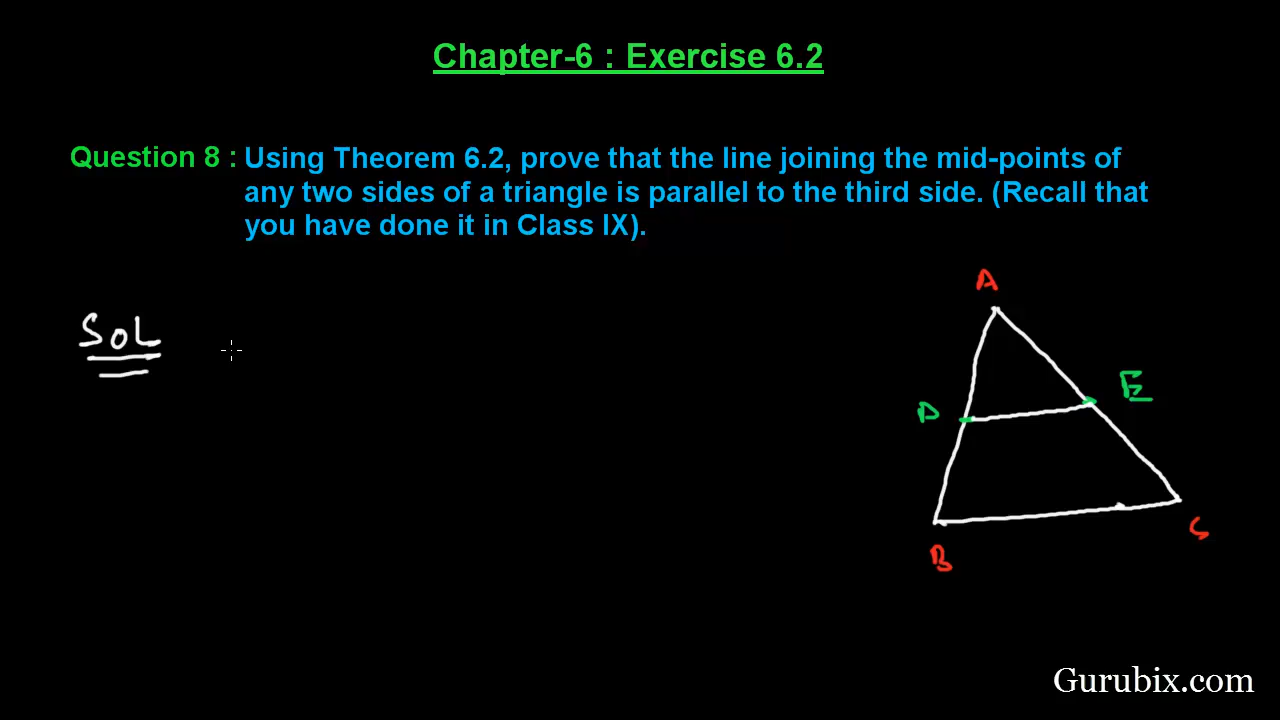 Chapter-6 : Exercise 6.2
Question 8 : Using Theorem 6.2, prove that the line joining the mid-points of
any two sides of a triangle is parallel to the third side. (Recall that
you have done it in Class IX).
SOL
A
D
E
B
C
Gurubix.com